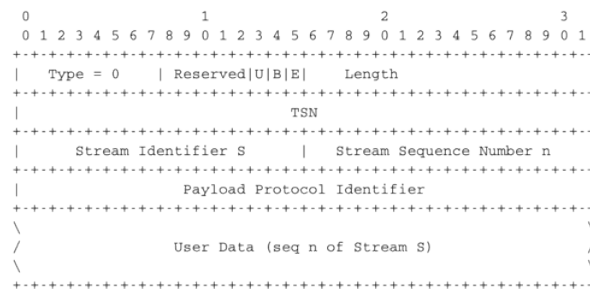 0 1 2 3
0 1 2 3 4 5 6 7 8 9 0 1 2 3 4 5 6 7 8 9 0 1 2 3 4 5 6 7 8 9 0 1
+-+-+-+-+-+-+-+-+-+-+-+-+-+-+-+-+-+-+-+-+-+-+-+-+-+-+-+-+-+-+-+-
| Type = 0 | Reserved|U|B|E| Length
+-+-+-+-+-+-+-+-+-+-+-+-+-+-+-+-+-+-+-+-+-+-+-+-+-+-+-+-+-+-+-+-
| TSN
+-+-+-+-+-+-+-+-+-+-+-+-+-+-+-+-+-+-+-+-+-+-+-+-+-+-+-+-+-+-+-+-
| Stream Identifier S | Stream Sequence Number n
+-+-+-+-+-+-+-+-+-+-+-+-+-+-+-+-+-+-+-+-+-+-+-+-+-+-+-+-+-+-+-+-
| Payload Protocol Identifier
+-+-+-+-+-+-+-+-+-+-+-+-+-+-+-+-+-+-+-+-+-+-+-+-+-+-+-+-+-+-+-+-
\ \
/ User Data (seq n of Stream S) /
\ \
+-+-+-+-+-+-+-+-+-+-+-+-+-+-+-+-+-+-+-+-+-+-+-+-+-+-+-+-+-+-+-+-